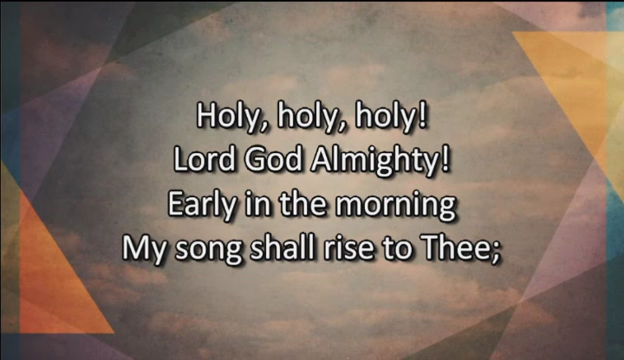 Holy, holy, holy!
Lord God Almighty!
Early in the morning
My song shall rise to Thee;